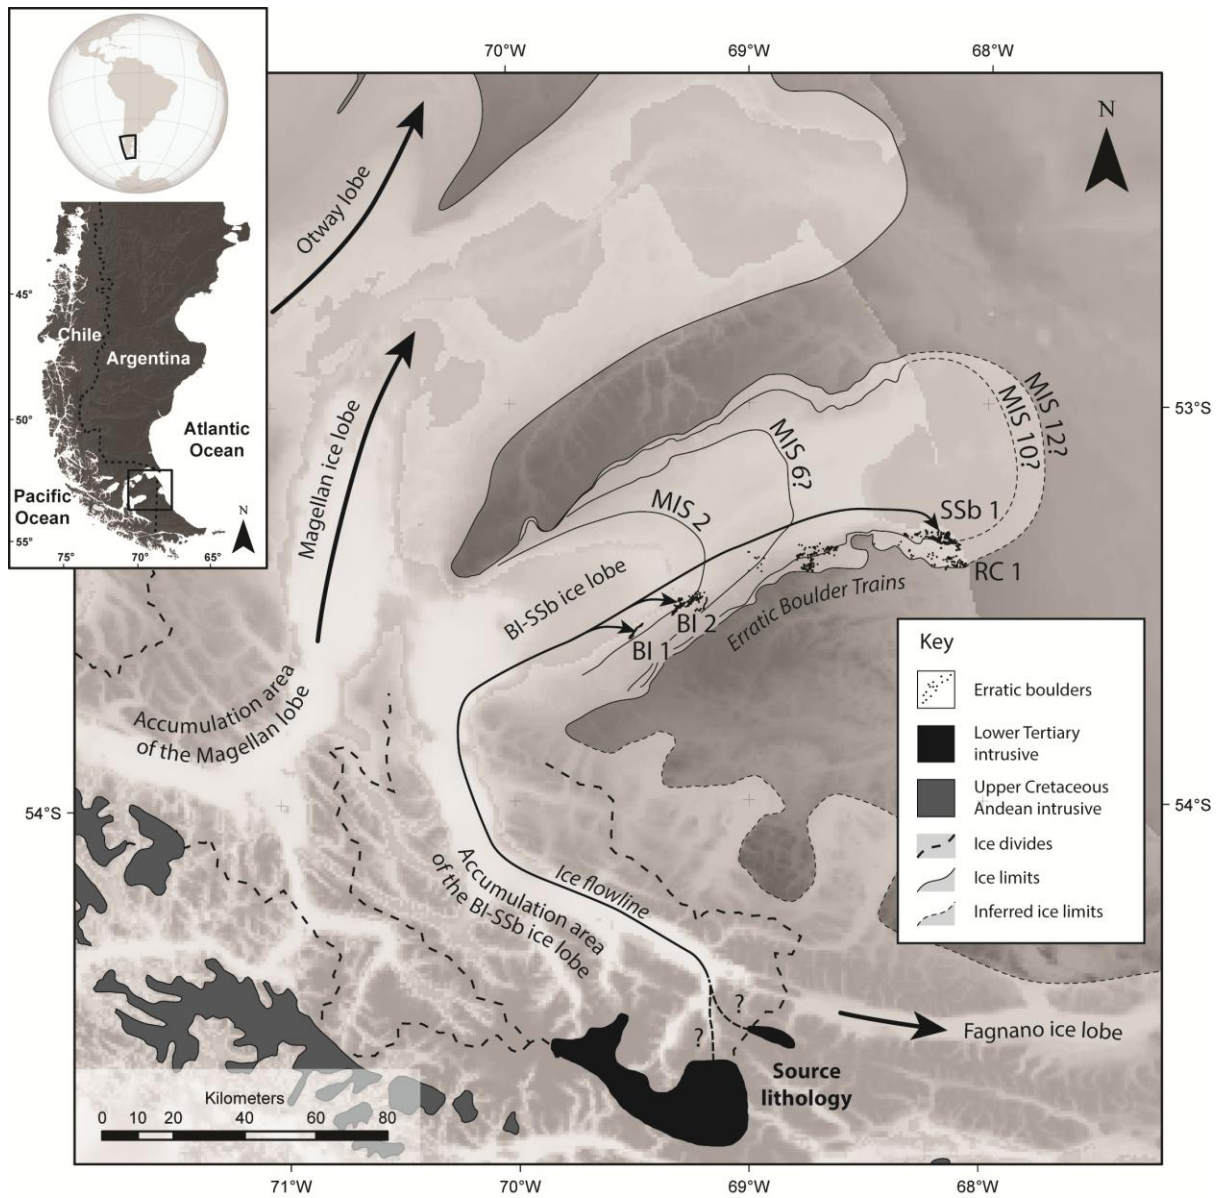 70°W
69°W
68°W
N
Otway lobe
45°
Chile
Argentina
50°
Atlantic
Ocean
Pacific
Ocean
N
55°
75°
70°
65°
Magellan ice lobe
53°S
MIS 12?
MIS 10?
MIS 6?
MIS 2
SSb 1
RC 1
BI-SSb ice lobe
BI 2
BI 1
Erratic Boulder Trains
Accumulation area
of the Magellan lobe
Key
Erratic boulders
Lower Tertiary
intrusive
Upper Cretaceous
Andean intrusive
Ice divides
Ice limits
Inferred ice limits
54°S
54°S
Ice flowline
Accumulation area
of the BI-SSb ice lobe
?
?
Fagnano ice lobe
Source
lithology
Kilometers
0 10 20 40 60 80
71°W
70°W
69°W
68°W